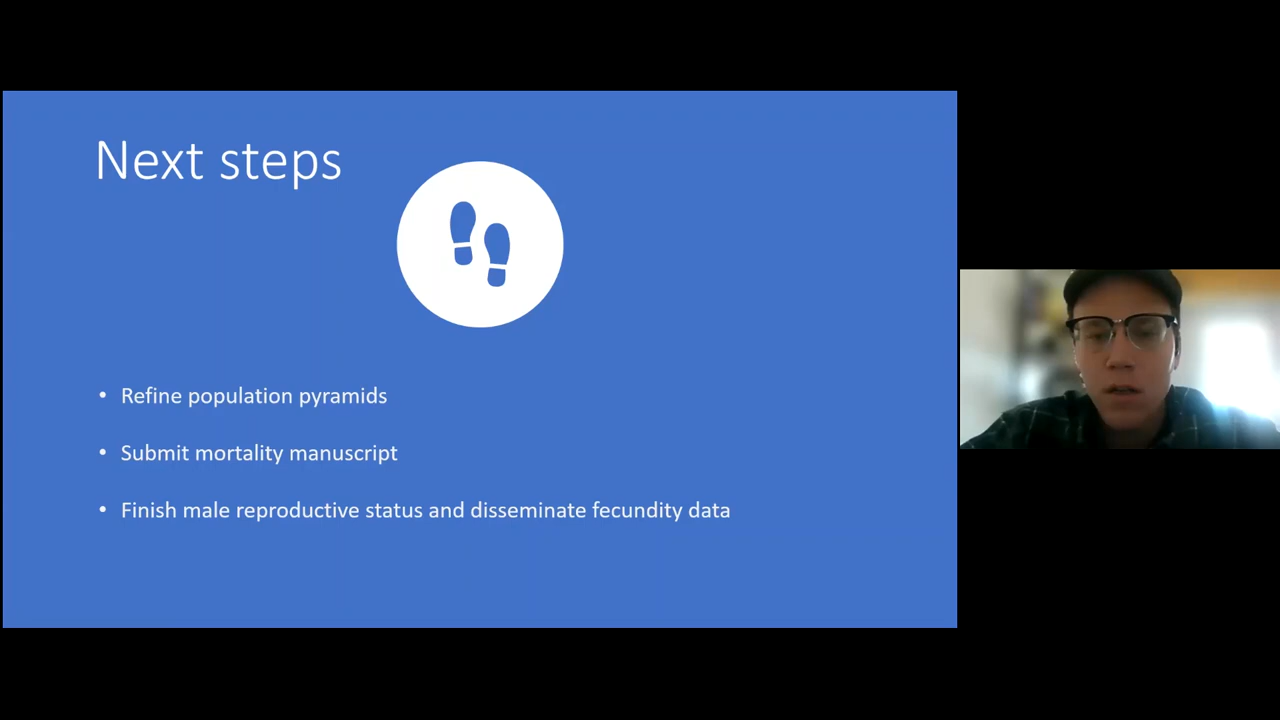 Next steps
• Refine population pyramids
• Submit mortality manuscript
• Finish male reproductive status and disseminate fecundity data